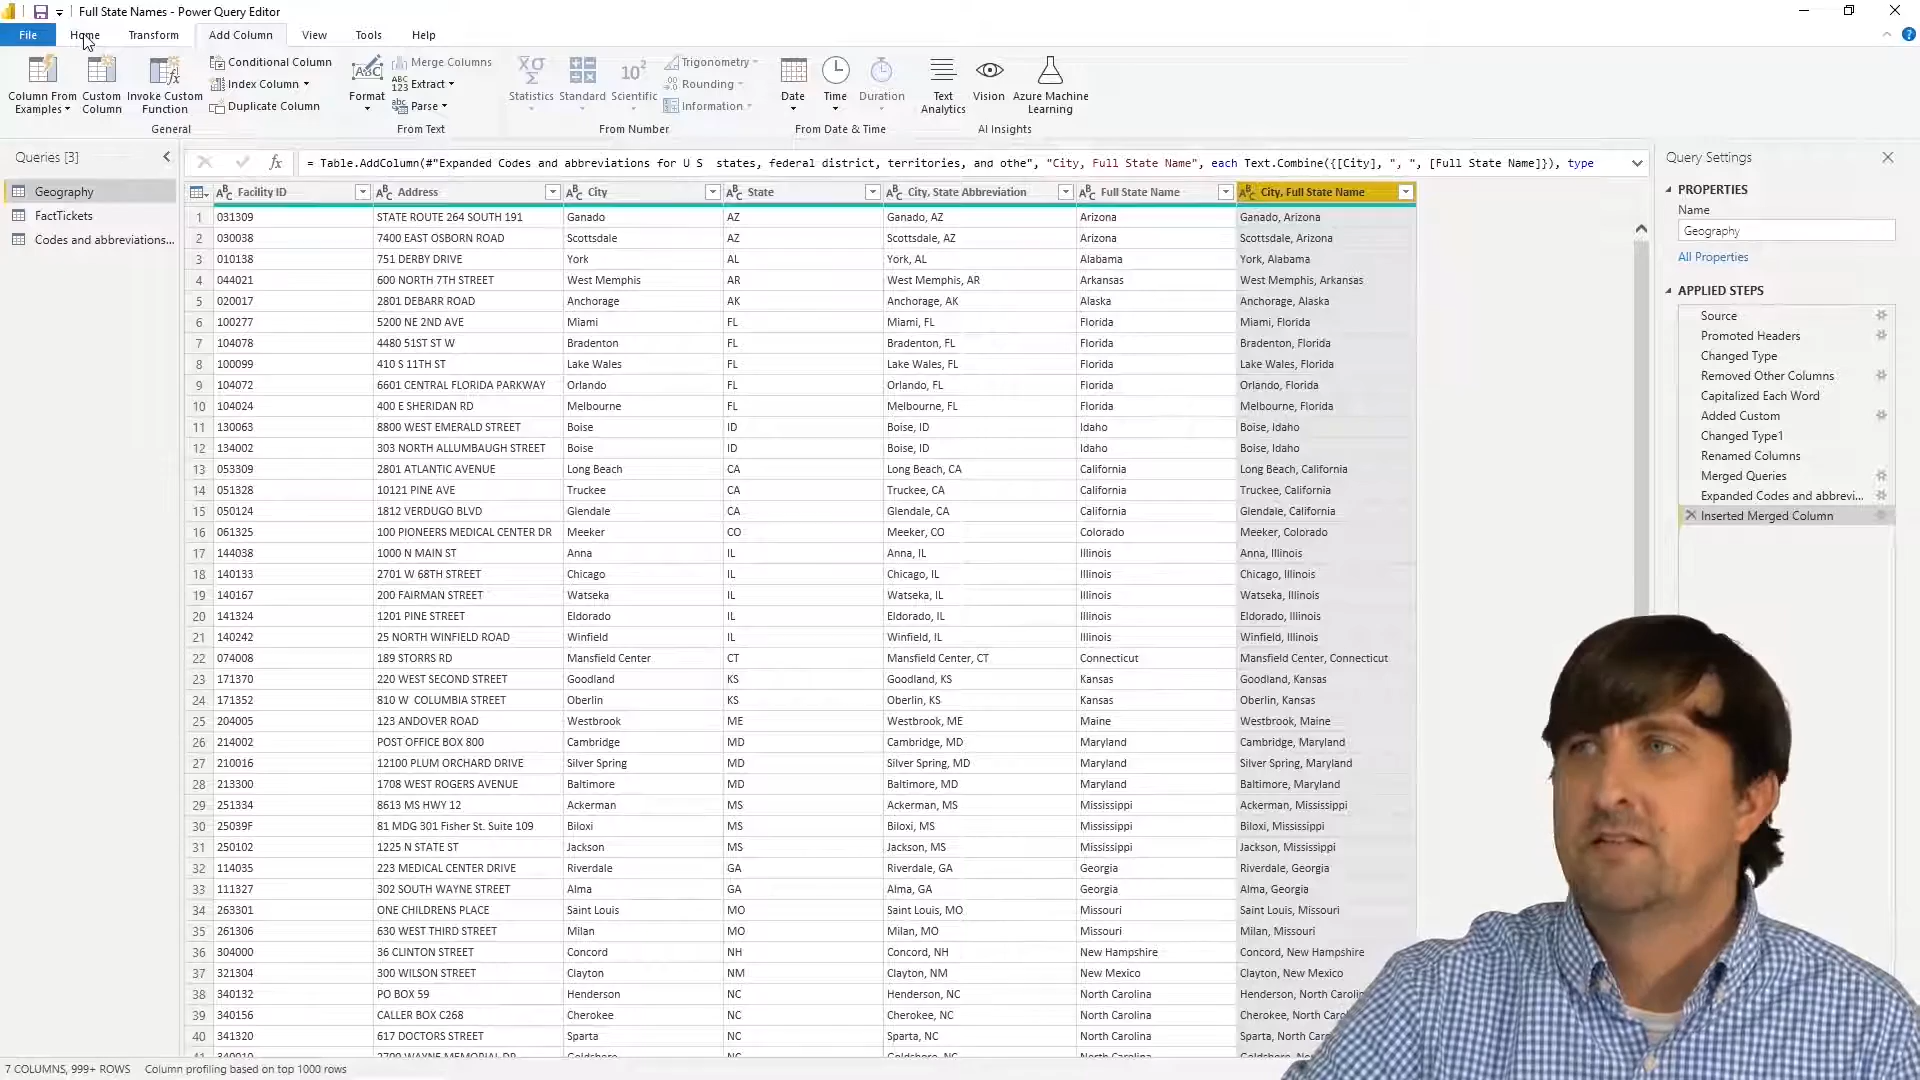 Full State Names - Power Query Editor
File Home Transform Add Column View Tools Help
Column From Examples
Custom Column
Invoke Custom Function
Conditional Column
Index Column
Duplicate Column
General
Format
Merge Columns
Extract
Parse
From Text
Statistics
Standard
Scientific
Trigonometry
Rounding
Information
From Number
Date
Time
Duration
From Date & Time
Text Analytics
Vision
Azure Machine Learning
AI Insights
Queries [3]
Geography
FactTickets
Codes and abbreviations...
= Table.AddColumn(#"Expanded Codes and abbreviations for U S  states, federal district, territories, and othe", "City, Full State Name", each Text.Combine({[City], ", ", [Full State Name]}), type
Facility ID Address City State City, State Abbreviation Full State Name City, Full State Name
1 031309 STATE ROUTE 264 SOUTH 191 Ganado AZ Ganado, AZ Arizona Ganado, Arizona
2 030038 7400 EAST OSBORN ROAD Scottsdale AZ Scottsdale, AZ Arizona Scottsdale, Arizona
3 010138 751 DERBY DRIVE York AL York, AL Alabama York, Alabama
4 044021 600 NORTH 7TH STREET West Memphis AR West Memphis, AR Arkansas West Memphis, Arkansas
5 020017 2801 DEBARR ROAD Anchorage AK Anchorage, AK Alaska Anchorage, Alaska
6 100277 5200 NE 2ND AVE Miami FL Miami, FL Florida Miami, Florida
7 104078 4480 51ST ST W Bradenton FL Bradenton, FL Florida Bradenton, Florida
8 100099 410 S 11TH ST Lake Wales FL Lake Wales, FL Florida Lake Wales, Florida
9 104072 6601 CENTRAL FLORIDA PARKWAY Orlando FL Orlando, FL Florida Orlando, Florida
10 104024 400 E SHERIDAN RD Melbourne FL Melbourne, FL Florida Melbourne, Florida
11 130063 8800 WEST EMERALD STREET Boise ID Boise, ID Idaho Boise, Idaho
12 134002 303 NORTH ALLUMBAUGH STREET Boise ID Boise, ID Idaho Boise, Idaho
13 053309 2801 ATLANTIC AVENUE Long Beach CA Long Beach, CA California Long Beach, California
14 051328 10121 PINE AVE Truckee CA Truckee, CA California Truckee, California
15 050124 1812 VERDUGO BLVD Glendale CA Glendale, CA California Glendale, California
16 061325 100 PIONEERS MEDICAL CENTER DR Meeker CO Meeker, CO Colorado Meeker, Colorado
17 144038 1000 N MAIN ST Anna IL Anna, IL Illinois Anna, Illinois
18 140133 2701 W 68TH STREET Chicago IL Chicago, IL Illinois Chicago, Illinois
19 140167 200 FAIRMAN STREET Watseka IL Watseka, IL Illinois Watseka, Illinois
20 141324 1201 PINE STREET Eldorado IL Eldorado, IL Illinois Eldorado, Illinois
21 140242 25 NORTH WINFIELD ROAD Winfield IL Winfield, IL Illinois Winfield, Illinois
22 074008 189 STORRS RD Mansfield Center CT Mansfield Center, CT Connecticut Mansfield Center, Connecticut
23 171370 220 WEST SECOND STREET Goodland KS Goodland, KS Kansas Goodland, Kansas
24 171352 810 W  COLUMBIA STREET Oberlin KS Oberlin, KS Kansas Oberlin, Kansas
25 204005 123 ANDOVER ROAD Westbrook ME Westbrook, ME Maine Westbrook, Maine
26 214002 POST OFFICE BOX 800 Cambridge MD Cambridge, MD Maryland Cambridge, Maryland
27 210016 12100 PLUM ORCHARD DRIVE Silver Spring MD Silver Spring, MD Maryland Silver Spring, Maryland
28 213300 1708 WEST ROGERS AVENUE Baltimore MD Baltimore, MD Maryland Baltimore, Maryland
29 251334 8613 MS HWY 12 Ackerman MS Ackerman, MS Mississippi Ackerman, Mississippi
30 25039F 81 MDG 301 Fisher St. Suite 109 Biloxi MS Biloxi, MS Mississippi Biloxi, Mississippi
31 250102 1225 N STATE ST Jackson MS Jackson, MS Mississippi Jackson, Mississippi
32 114035 223 MEDICAL CENTER DRIVE Riverdale GA Riverdale, GA Georgia Riverdale, Georgia
33 111327 302 SOUTH WAYNE STREET Alma GA Alma, GA Georgia Alma, Georgia
34 263301 ONE CHILDRENS PLACE Saint Louis MO Saint Louis, MO Missouri Saint Louis, Missouri
35 261306 630 WEST THIRD STREET Milan MO Milan, MO Missouri Milan, Missouri
36 304000 36 CLINTON STREET Concord NH Concord, NH New Hampshire Concord, New Hampshire
37 321304 300 WILSON STREET Clayton NM Clayton, NM New Mexico Clayton, New Mexico
38 340132 PO BOX 59 Henderson NC Henderson, NC North Carolina Henderson, North
39 340156 CALLER BOX C268 Cherokee NC Cherokee, NC North Carolina Cherokee, North
40 341320 617 DOCTORS STREET Sparta NC Sparta, NC North Carolina Sparta, North
Query Settings
PROPERTIES
Name
Geography
All Properties
APPLIED STEPS
Source
Promoted Headers
Changed Type
Removed Other Columns
Capitalized Each Word
Added Custom
Changed Type1
Renamed Columns
Merged Queries
Expanded Codes and abbrevi...
Inserted Merged Column
7 COLUMNS, 999+ ROWS Column profiling based on top 1000 rows